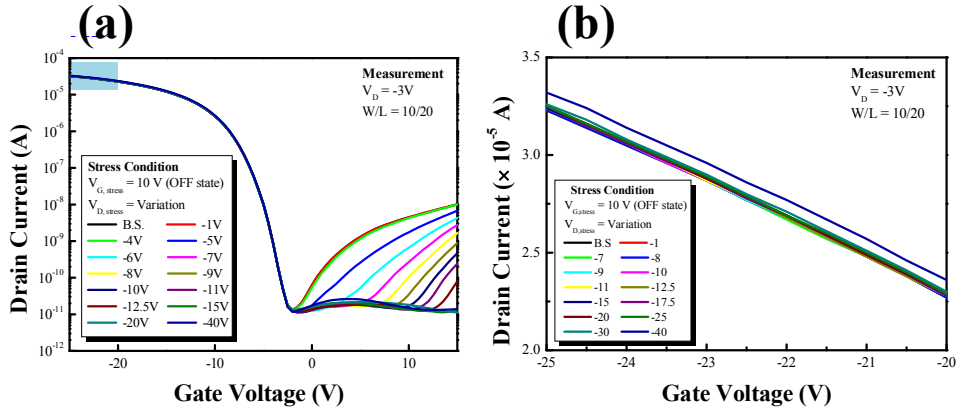 (a)
10⁻⁴
10⁻⁵
10⁻⁶
10⁻⁷
10⁻⁸
10⁻⁹
10⁻¹⁰
10⁻¹¹
10⁻¹²
Drain Current (A)
Measurement
V_D = -3V
W/L = 10/20
Stress Condition
V_G, stress = 10 V (OFF state)
V_D, stress = Variation
B.S. -1V
-4V -5V
-6V -7V
-8V -9V
-10V -11V
-12.5V -15V
-20V -40V
-20 -10 0 10
Gate Voltage (V)
(b)
3.5
3.0
2.5
2.0
Drain Current (× 10⁻⁵ A)
Measurement
V_D = -3V
W/L = 10/20
Stress Condition
V_G,stress = 10 V (OFF state)
V_D,stress = Variation
B.S -1
-7 -8
-9 -10
-11 -12.5
-15 -17.5
-20 -25
-30 -40
-25 -24 -23 -22 -21 -20
Gate Voltage (V)